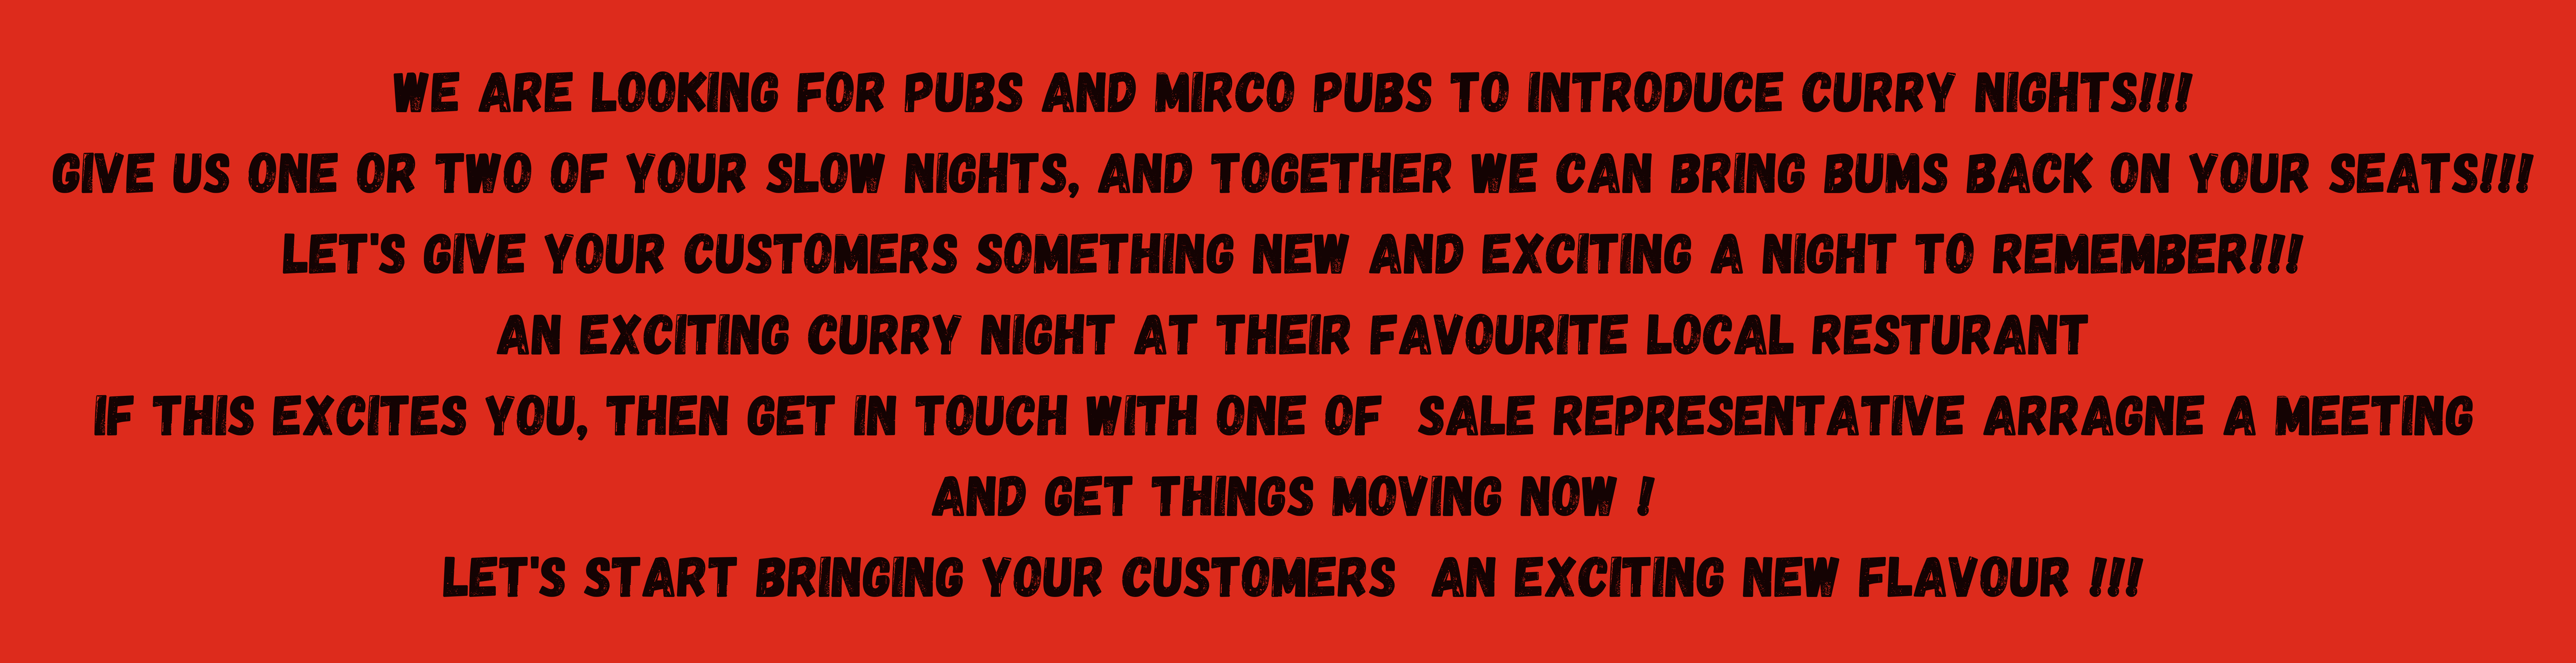 WE ARE LOOKING FOR PUBS AND MIRCO PUBS TO INTRODUCE CURRY NIGHTS!!!
GIVE US ONE OR TWO OF YOUR SLOW NIGHTS, AND TOGETHER WE CAN BRING BUMS BACK ON YOUR SEATS!!!
LET'S GIVE YOUR CUSTOMERS SOMETHING NEW AND EXCITING A NIGHT TO REMEMBER!!!
AN EXCITING CURRY NIGHT AT THEIR FAVOURITE LOCAL RESTURANT
IF THIS EXCITES YOU, THEN GET IN TOUCH WITH ONE OF  SALE REPRESENTATIVE ARRAGNE A MEETING
AND GET THINGS MOVING NOW !
LET'S START BRINGING YOUR CUSTOMERS  AN EXCITING NEW FLAVOUR !!!